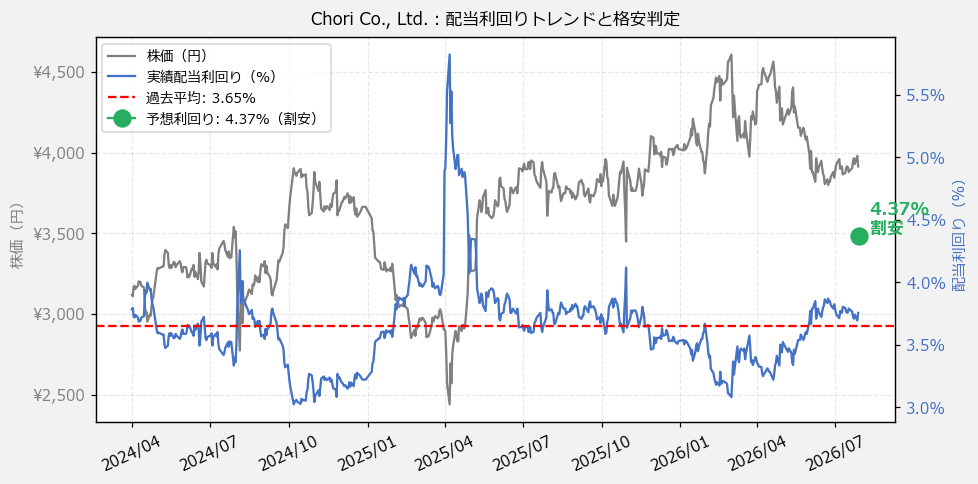 Chori Co., Ltd. : 配当利回りトレンドと格安判定
株価（円）
実績配当利回り（%）
過去平均: 3.65%
予想利回り: 4.37%（割安）
¥4,500
¥4,000
¥3,500
¥3,000
¥2,500
株価（円）
5.5%
5.0%
4.5%
4.0%
3.5%
3.0%
配当利回り（%）
4.37%
割安
2024/04
2024/07
2024/10
2025/01
2025/04
2025/07
2025/10
2026/01
2026/04
2026/07